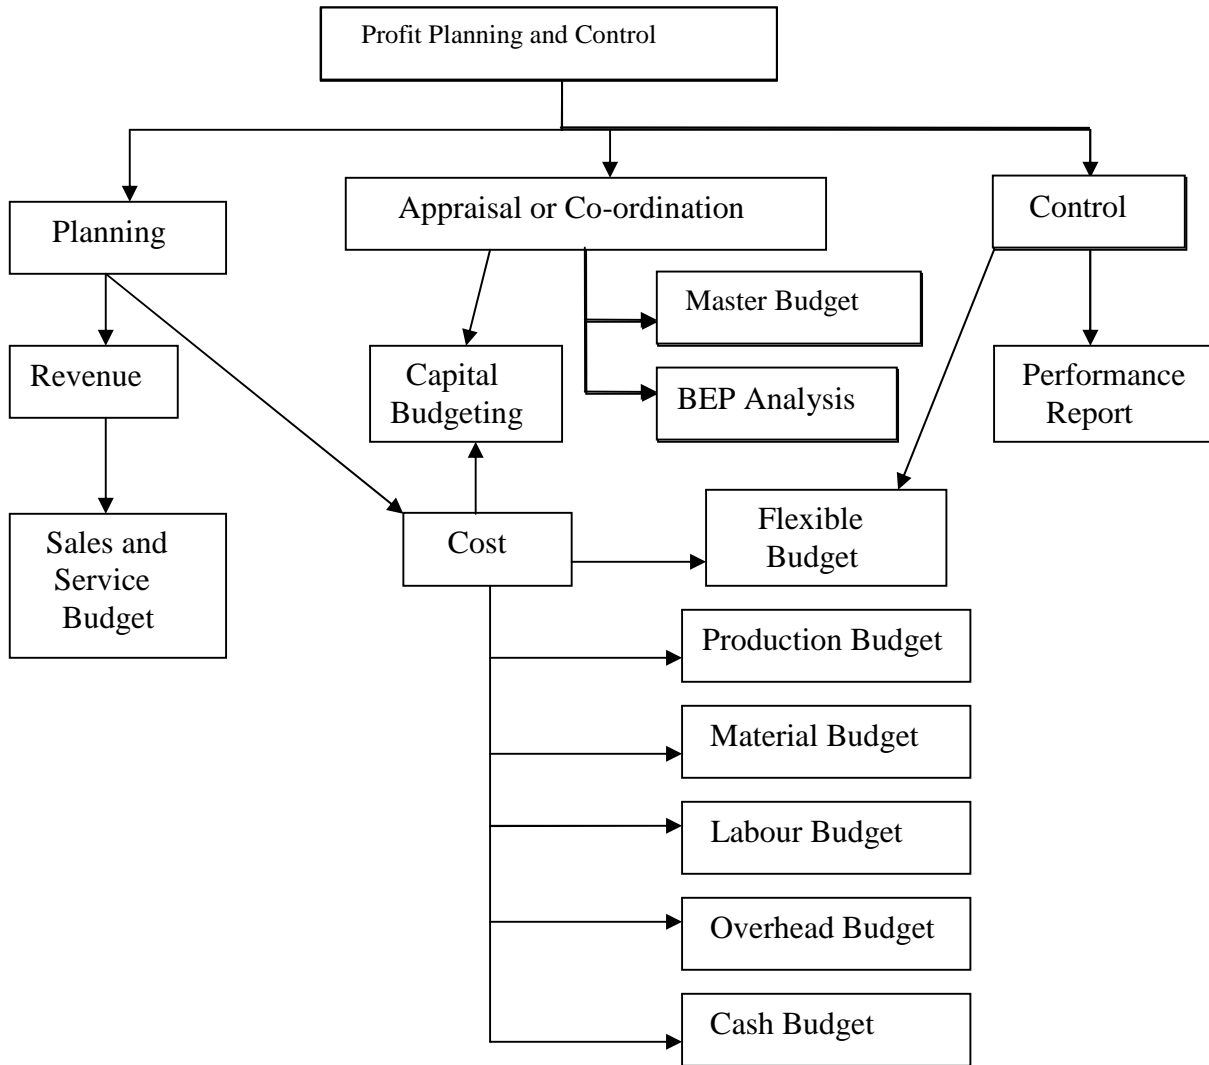 Profit Planning and Control
Planning
Appraisal or Co-ordination
Control
Master Budget
Revenue
Capital
Budgeting
BEP Analysis
Performance
Report
Sales and
Service
Budget
Cost
Flexible
Budget
Production Budget
Material Budget
Labour Budget
Overhead Budget
Cash Budget